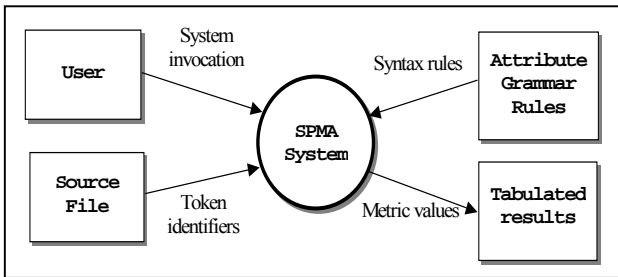 System
invocation
User
Syntax rules
Attribute
Grammar
Rules
SPMA
System
Source
File
Token
identifiers
Metric values
Tabulated
results